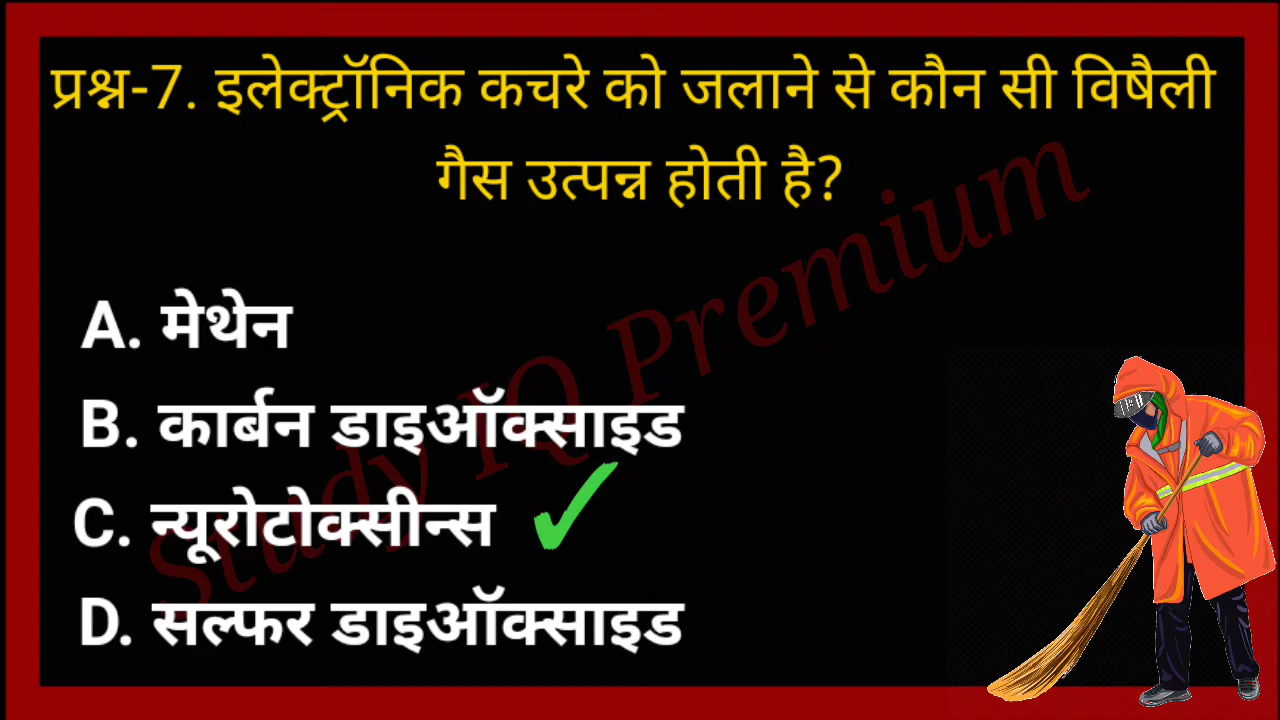 प्रश्न-7. इलेक्ट्रॉनिक कचरे को जलाने से कौन सी विषैली
गैस उत्पन्न होती है?
A. मेथेन
B. कार्बन डाइऑक्साइड
C. न्यूरोटोक्सीन्स
D. सल्फर डाइऑक्साइड
Study IQ Premium